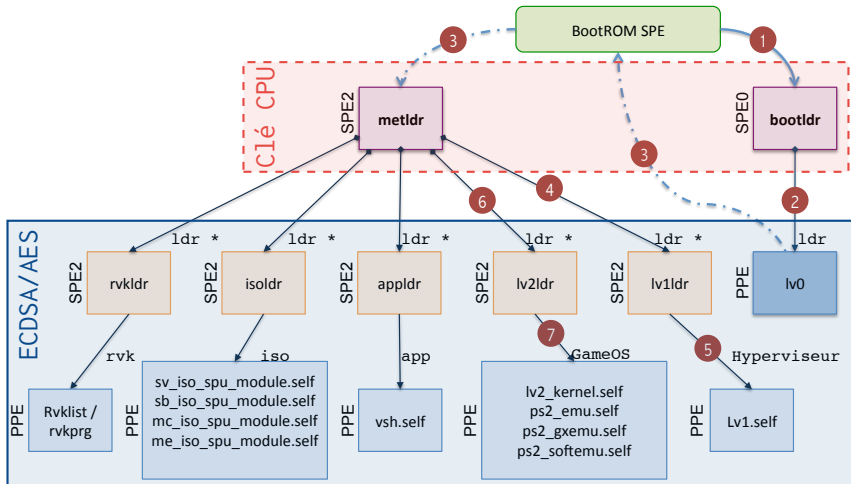 BootROM SPE
3
1
Clé CPU
SPE2
metldr
SPE0
bootldr
3
4
6
2
ECDSA/AES
ldr *
ldr *
ldr *
ldr *
ldr *
ldr
SPE2
rvkldr
SPE2
isoldr
appldr
SPE2
lv2ldr
SPE2
lv1ldr
PPE
lv0
7
5
rvk
iso
app
GameOS
Hyperviseur
PPE
Rvklist /
rvkprg
PPE
sv_iso_spu_module.self
sb_iso_spu_module.self
mc_iso_spu_module.self
me_iso_spu_module.self
PPE
vsh.self
PPE
lv2_kernel.self
ps2_emu.self
ps2_gxemu.self
ps2_softemu.self
PPE
Lv1.self